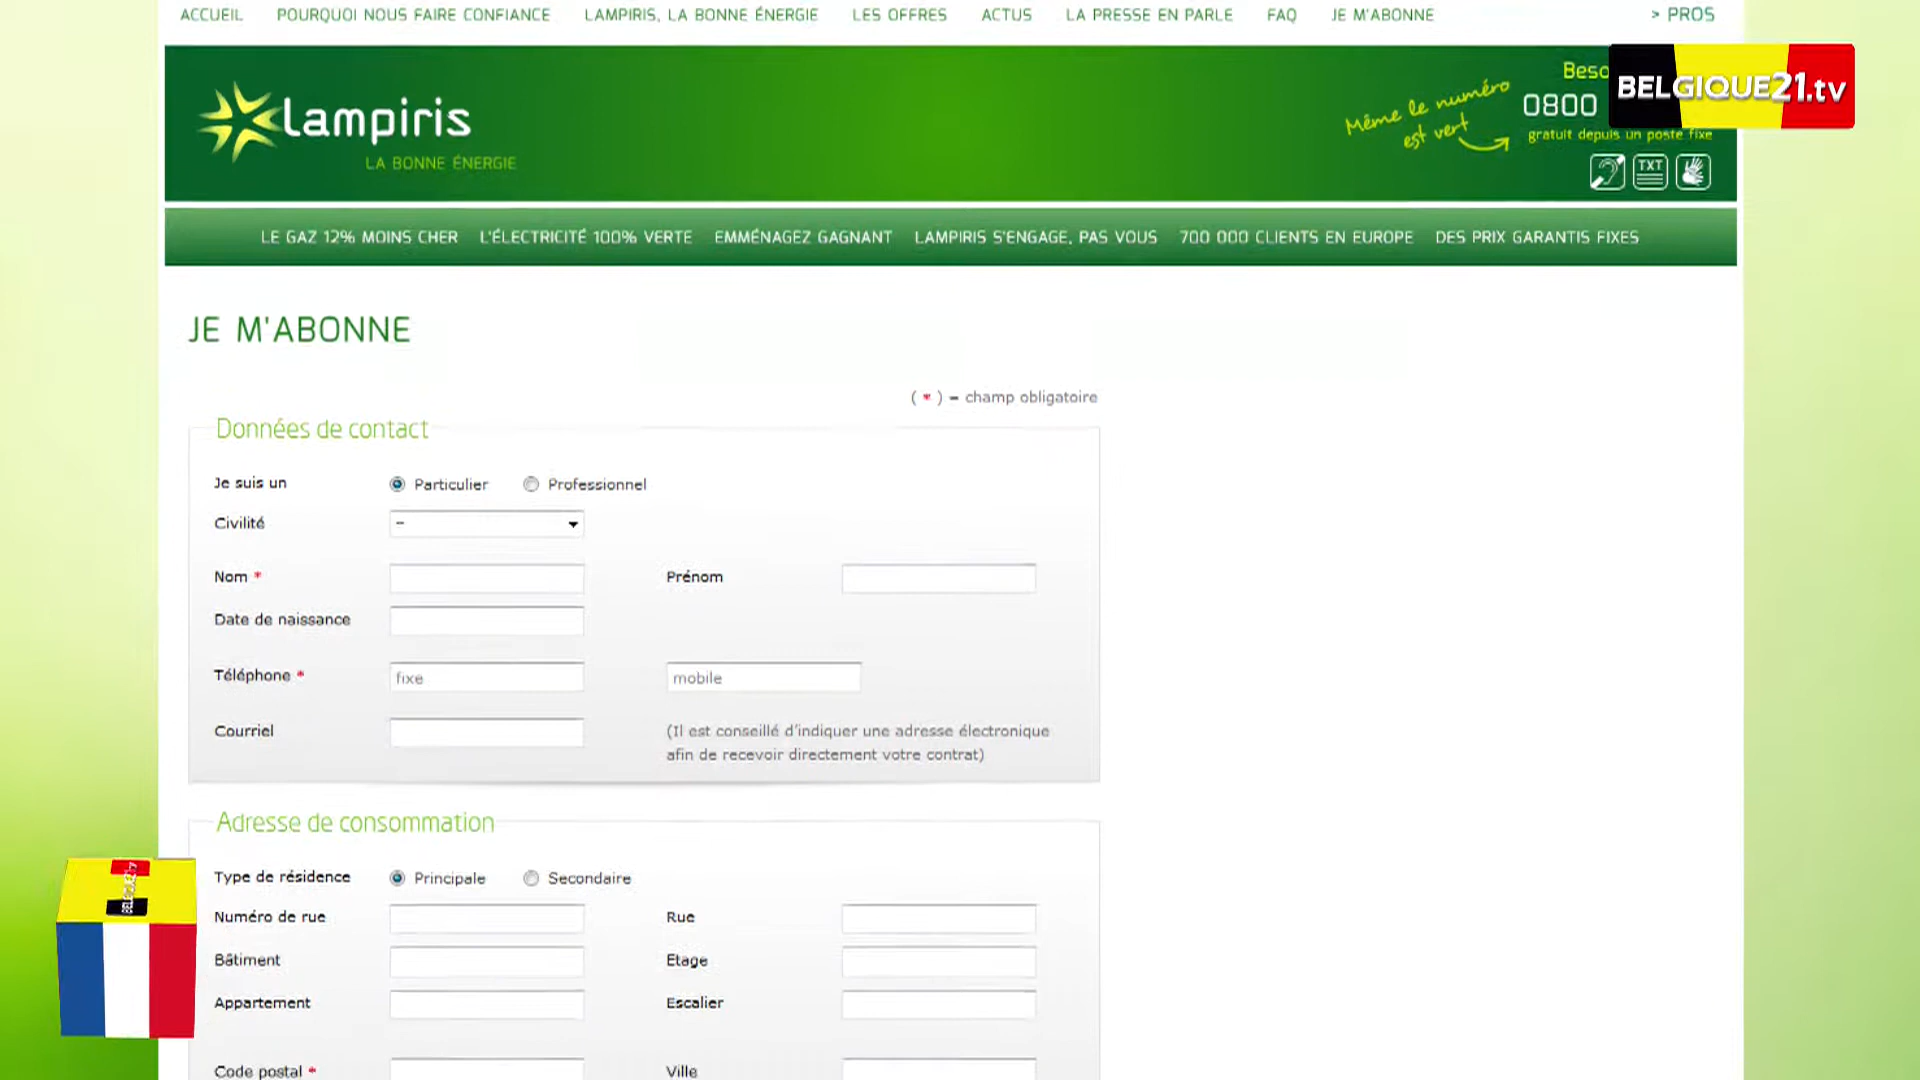 ACCUEIL POURQUOI NOUS FAIRE CONFIANCE LAMPIRIS, LA BONNE ÉNERGIE LES OFFRES ACTUS LA PRESSE EN PARLE FAQ JE M'ABONNE > PROS
lampiris
LA BONNE ÉNERGIE
Même le numéro
est vert
0800
gratuit depuis un poste fixe
TXT
BELGIQUE21.tv
LE GAZ 12% MOINS CHER L'ÉLECTRICITÉ 100% VERTE EMMÉNAGEZ GAGNANT LAMPIRIS S'ENGAGE, PAS VOUS 700 000 CLIENTS EN EUROPE DES PRIX GARANTIS FIXES
JE M'ABONNE
( * ) = champ obligatoire
Données de contact
Je suis un Particulier Professionnel
Civilité --
Nom * Prénom
Date de naissance
Téléphone * fixe mobile
Courriel (Il est conseillé d'indiquer une adresse électronique
afin de recevoir directement votre contrat)
Adresse de consommation
Type de résidence Principale Secondaire
Numéro de rue Rue
Bâtiment Etage
Appartement Escalier
Code postal * Ville
BELGIQUE21.tv